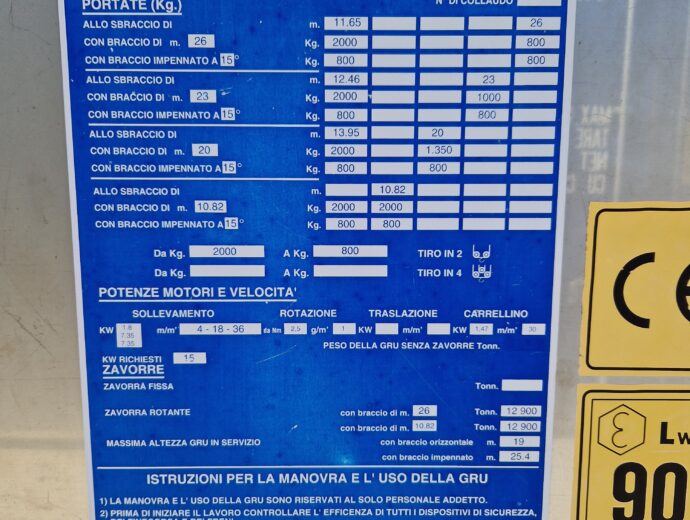 PORTATE (Kg.)
N° DI COLLAUDO
ALLO SBRACCIO DI m. 11.65 26
CON BRACCIO DI m. 26 Kg. 2000 800
CON BRACCIO IMPENNATO A 15° Kg. 800 800
ALLO SBRACCIO DI m. 12.46 23
CON BRACCIO DI m. 23 Kg. 2000 1000
CON BRACCIO IMPENNATO A 15° Kg. 800 800
ALLO SBRACCIO DI m. 13.95 20
CON BRACCIO DI m. 20 Kg. 2000 1.350
CON BRACCIO IMPENNATO A 15° Kg. 800 800
ALLO SBRACCIO DI m. 10.82
CON BRACCIO DI m. 10.82 Kg. 2000 2000
CON BRACCIO IMPENNATO A 15° Kg. 800 800
Da Kg. 2000 A Kg. 800 TIRO IN 2
Da Kg. A Kg. TIRO IN 4
POTENZE MOTORI E VELOCITA'
SOLLEVAMENTO ROTAZIONE TRASLAZIONE CARRELLINO
KW 1.8 7.35 7.35 m/m' 4 - 18 - 36 da Nm 2,5 g/m' 1 KW m/m' KW 1.47 m/m' 30
PESO DELLA GRU SENZA ZAVORRE Tonn.
KW RICHIESTI 15
ZAVORRE
ZAVORRA FISSA Tonn.
ZAVORRA ROTANTE con braccio di m. 26 Tonn. 12 900
con braccio di m. 10.82 Tonn. 12 900
MASSIMA ALTEZZA GRU IN SERVIZIO con braccio orizzontale m. 19
con braccio impennato m. 25.4
ISTRUZIONI PER LA MANOVRA E L' USO DELLA GRU
1) LA MANOVRA E L' USO DELLA GRU SONO RISERVATI AL SOLO PERSONALE ADDETTO.
2) PRIMA DI INIZIARE IL LAVORO CONTROLLARE L' EFFICENZA DI TUTTI I DISPOSITIVI DI SICUREZZA,
MAX
TARE
NET
CE
ε LW
90